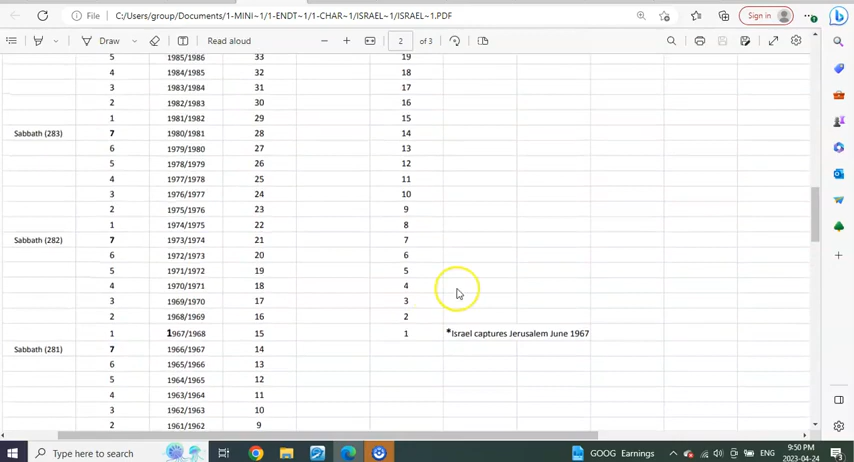 C:/Users/group/Documents/1-MINI~1/1-ENDT~1/1-CHAR~1/ISRAEL~1/ISRAEL~1.PDF
Sign in
Draw
Read aloud
2 of 3
5 1985/1986 33 19
4 1984/1985 32 18
3 1983/1984 31 17
2 1982/1983 30 16
1 1981/1982 29 15
Sabbath (283) 7 1980/1981 28 14
6 1979/1980 27 13
5 1978/1979 26 12
4 1977/1978 25 11
3 1976/1977 24 10
2 1975/1976 23 9
1 1974/1975 22 8
Sabbath (282) 7 1973/1974 21 7
6 1972/1973 20 6
5 1971/1972 19 5
4 1970/1971 18 4
3 1969/1970 17 3
2 1968/1969 16 2
1 1967/1968 15 1 *Israel captures Jerusalem June 1967
Sabbath (281) 7 1966/1967 14
6 1965/1966 13
5 1964/1965 12
4 1963/1964 11
3 1962/1963 10
2 1961/1962 9
Type here to search
GOOG Earnings
ENG
9:50 PM
2023-04-24